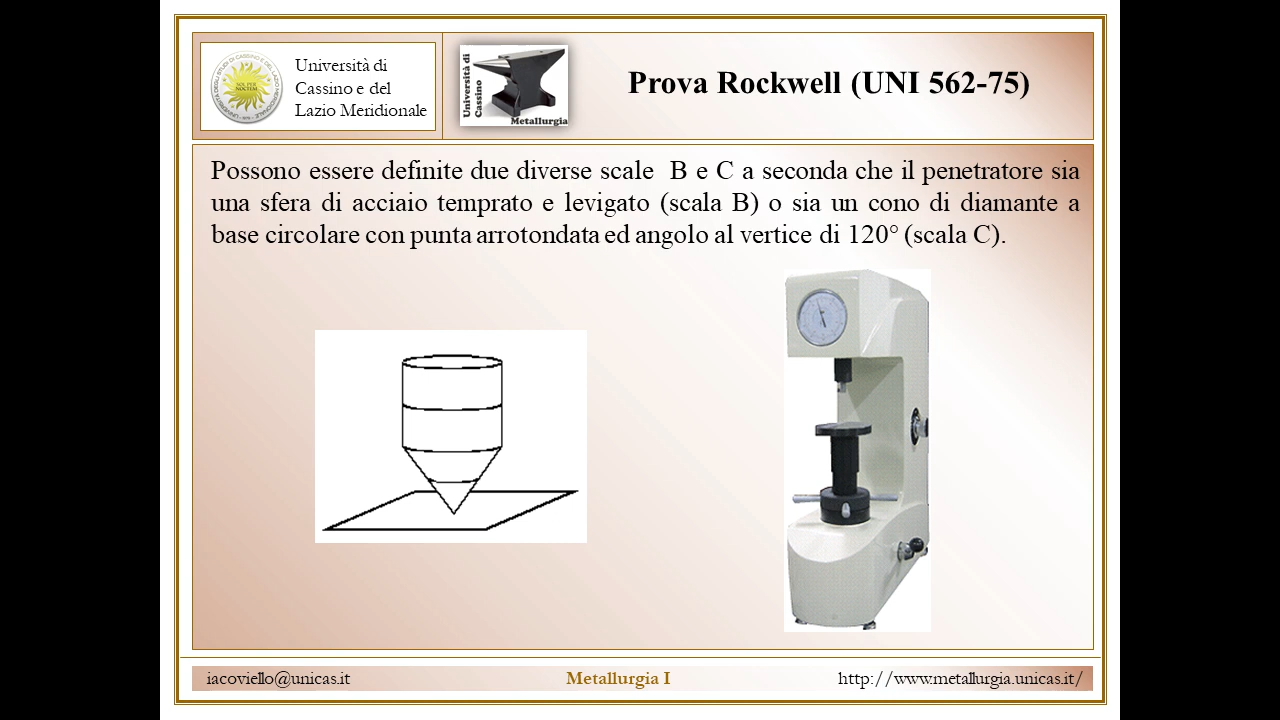 Università di
Cassino e del
Lazio Meridionale
Università di
Cassino
Metallurgia
Prova Rockwell (UNI 562-75)
Possono essere definite due diverse scale B e C a seconda che il penetratore sia
una sfera di acciaio temprato e levigato (scala B) o sia un cono di diamante a
base circolare con punta arrotondata ed angolo al vertice di 120° (scala C).
iacoviello@unicas.it
Metallurgia I
http://www.metallurgia.unicas.it/